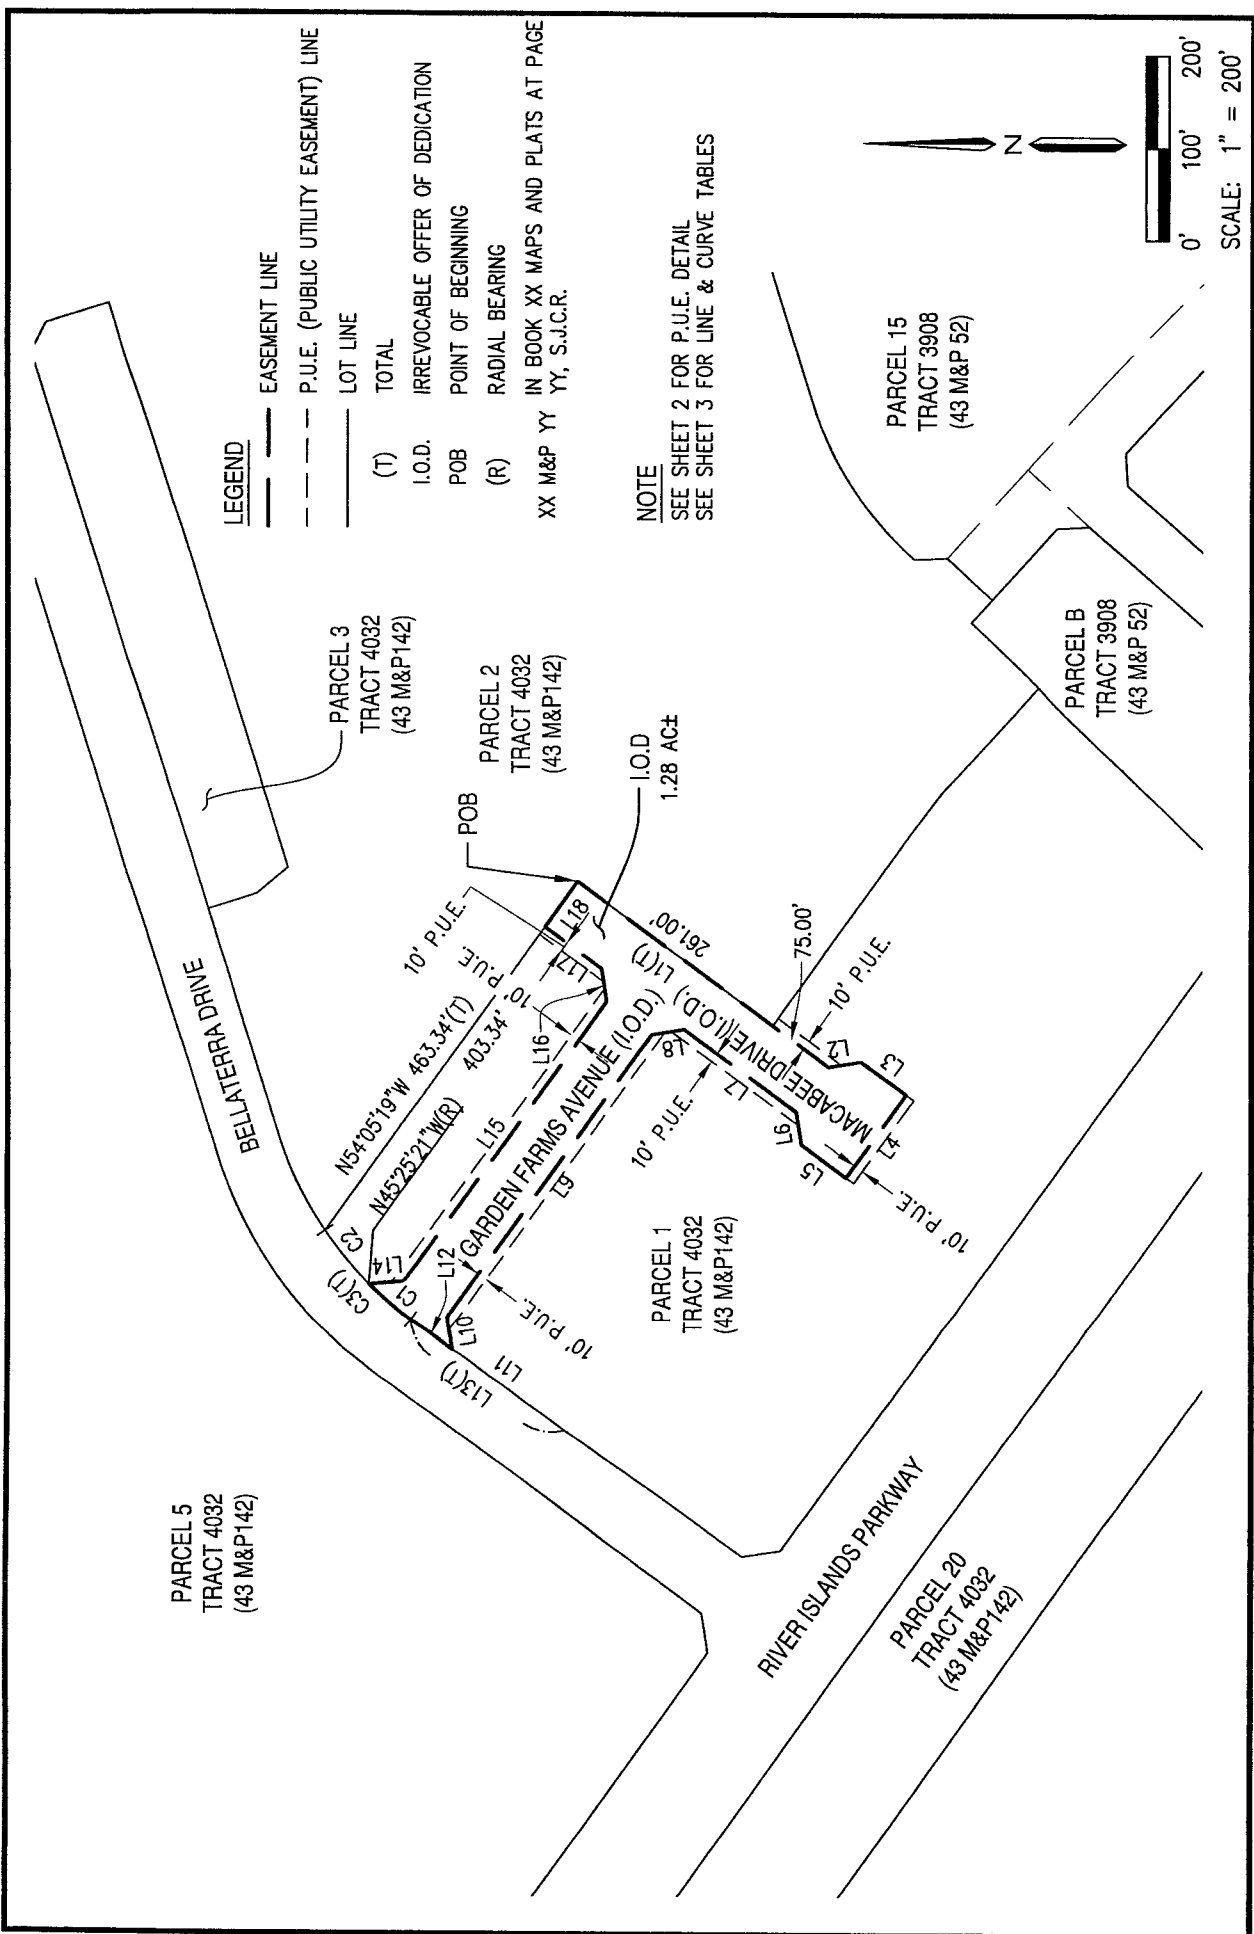 LEGEND
EASEMENT LINE
P.U.E. (PUBLIC UTILITY EASEMENT) LINE
LOT LINE
(T) TOTAL
I.O.D. IRREVOCABLE OFFER OF DEDICATION
POB POINT OF BEGINNING
(R) RADIAL BEARING
XX M&P YY IN BOOK XX MAPS AND PLATS AT PAGE
YY, S.J.C.R.
NOTE
SEE SHEET 2 FOR P.U.E. DETAIL
SEE SHEET 3 FOR LINE & CURVE TABLES
PARCEL 5
TRACT 4032
(43 M&P142)
BELLATERRA DRIVE
PARCEL 3
TRACT 4032
(43 M&P142)
PARCEL 2
TRACT 4032
(43 M&P142)
POB
I.O.D
1.28 AC±
10' P.U.E.
10' P.U.E.
N54°05'19"W 463.34'(T)
403.34'
N45°25'21"W(R)
C2
C3(T)
C1
L14
L12
L10
L11
L13(T)
L15
L16
L17
L18
GARDEN FARMS AVENUE (I.O.D.)
L9
10' P.U.E.
L1(T)
261.00'
MACABEE DRIVE (I.O.D.)
75.00'
10' P.U.E.
L2
L3
L4
L5
L6
L7
L8
10' P.U.E.
10' P.U.E.
PARCEL 1
TRACT 4032
(43 M&P142)
RIVER ISLANDS PARKWAY
PARCEL 20
TRACT 4032
(43 M&P142)
PARCEL B
TRACT 3908
(43 M&P 52)
PARCEL 15
TRACT 3908
(43 M&P 52)
N
0' 100' 200'
SCALE: 1" = 200'